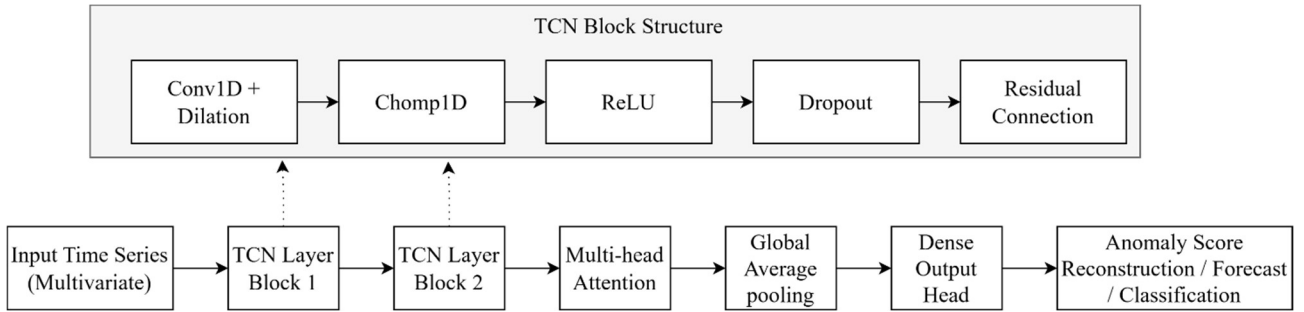 TCN Block Structure
Conv1D +
Dilation
Chomp1D
ReLU
Dropout
Residual
Connection
Input Time Series
(Multivariate)
TCN Layer
Block 1
TCN Layer
Block 2
Multi-head
Attention
Global
Average
pooling
Dense
Output
Head
Anomaly Score
Reconstruction / Forecast
/ Classification